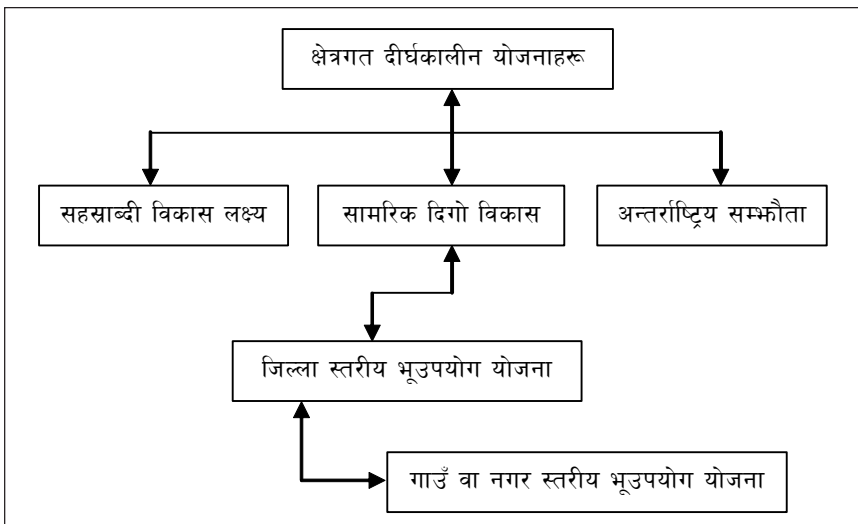 क्षेत्रगत दीर्घकालीन योजनाहरू
सहस्राब्दी विकास लक्ष्य
सामरिक दिगो विकास
अन्तर्राष्ट्रिय सम्झौता
जिल्ला स्तरीय भूउपयोग योजना
गाउँ वा नगर स्तरीय भूउपयोग योजना